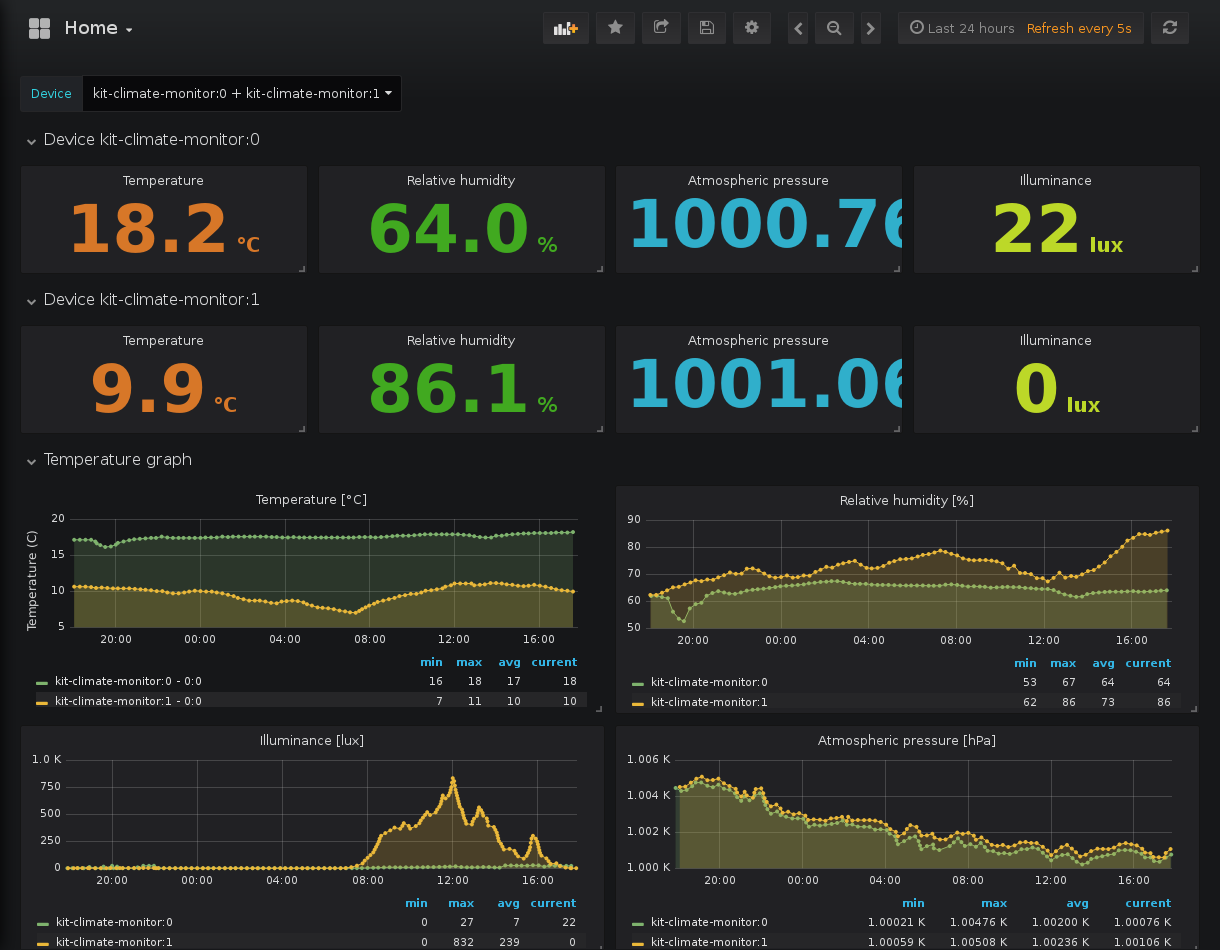 Home
Last 24 hours Refresh every 5s
Device kit-climate-monitor:0 + kit-climate-monitor:1
Device kit-climate-monitor:0
Temperature Relative humidity Atmospheric pressure Illuminance
18.2 °C 64.0 % 1000.76 22 lux
Device kit-climate-monitor:1
Temperature Relative humidity Atmospheric pressure Illuminance
9.9 °C 86.1 % 1001.06 0 lux
Temperature graph
Temperature [°C]
Temperature (C)
20
15
10
5
20:00 00:00 04:00 08:00 12:00 16:00
min max avg current
kit-climate-monitor:0 - 0:0 16 18 17 18
kit-climate-monitor:1 - 0:0 7 11 10 10
Relative humidity [%]
90
80
70
60
50
20:00 00:00 04:00 08:00 12:00 16:00
min max avg current
kit-climate-monitor:0 53 67 64 64
kit-climate-monitor:1 62 86 73 86
Illuminance [lux]
1.0 K
750
500
250
0
20:00 00:00 04:00 08:00 12:00 16:00
min max avg current
kit-climate-monitor:0 0 27 7 22
kit-climate-monitor:1 0 832 239 0
Atmospheric pressure [hPa]
1.006 K
1.004 K
1.002 K
1.000 K
20:00 00:00 04:00 08:00 12:00 16:00
min max avg current
kit-climate-monitor:0 1.00021 K 1.00476 K 1.00200 K 1.00076 K
kit-climate-monitor:1 1.00059 K 1.00508 K 1.00236 K 1.00106 K